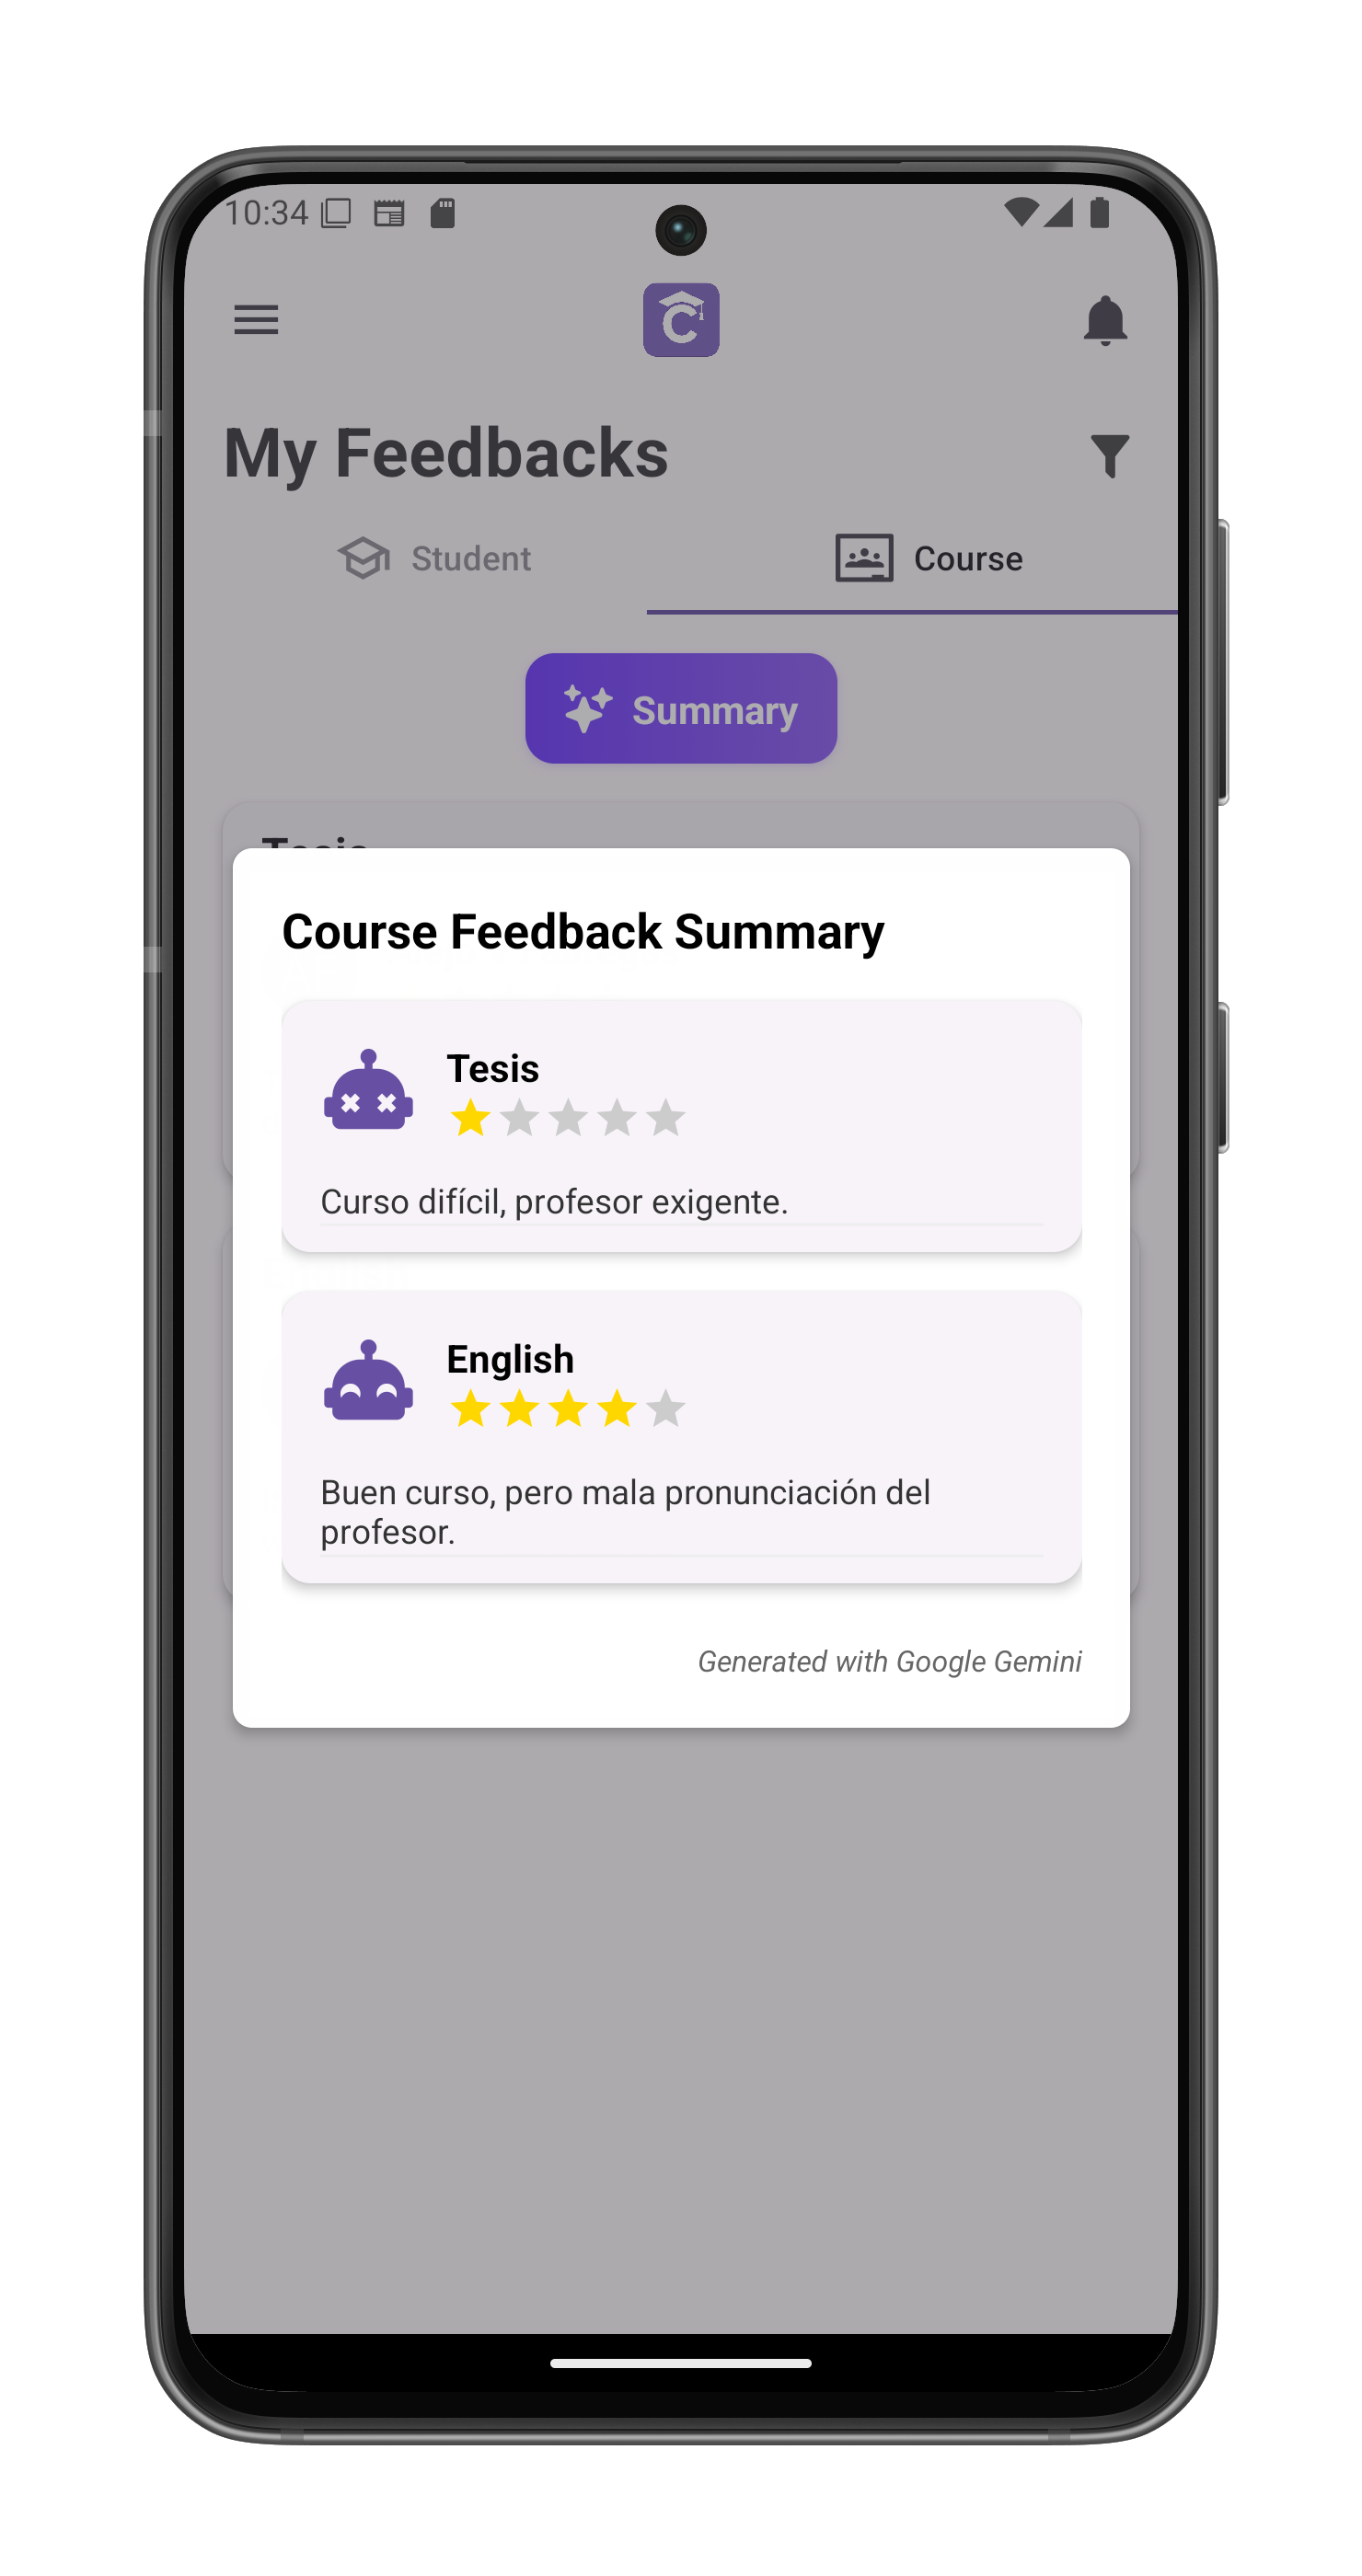 10:34
C
My Feedbacks
Student
Course
Summary
Tesis
Course Feedback Summary
Tesis
Curso difícil, profesor exigente.
English
Buen curso, pero mala pronunciación del
profesor.
Generated with Google Gemini